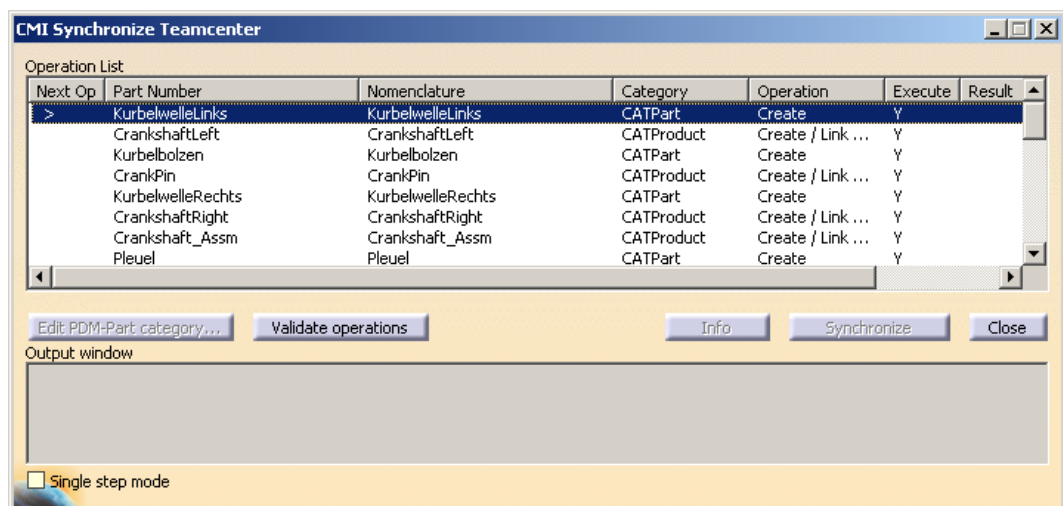 CMI Synchronize Teamcenter
Operation List
Next Op Part Number Nomenclature Category Operation Execute Result
> KurbelwelleLinks KurbelwelleLinks CATPart Create Y
CrankshaftLeft CrankshaftLeft CATProduct Create / Link ... Y
Kurbelbolzen Kurbelbolzen CATPart Create Y
CrankPin CrankPin CATProduct Create / Link ... Y
KurbelwelleRechts KurbelwelleRechts CATPart Create Y
CrankshaftRight CrankshaftRight CATProduct Create / Link ... Y
Crankshaft_Assm Crankshaft_Assm CATProduct Create / Link ... Y
Pleuel Pleuel CATPart Create Y
Edit PDM-Part category... Validate operations Info Synchronize Close
Output window
Single step mode